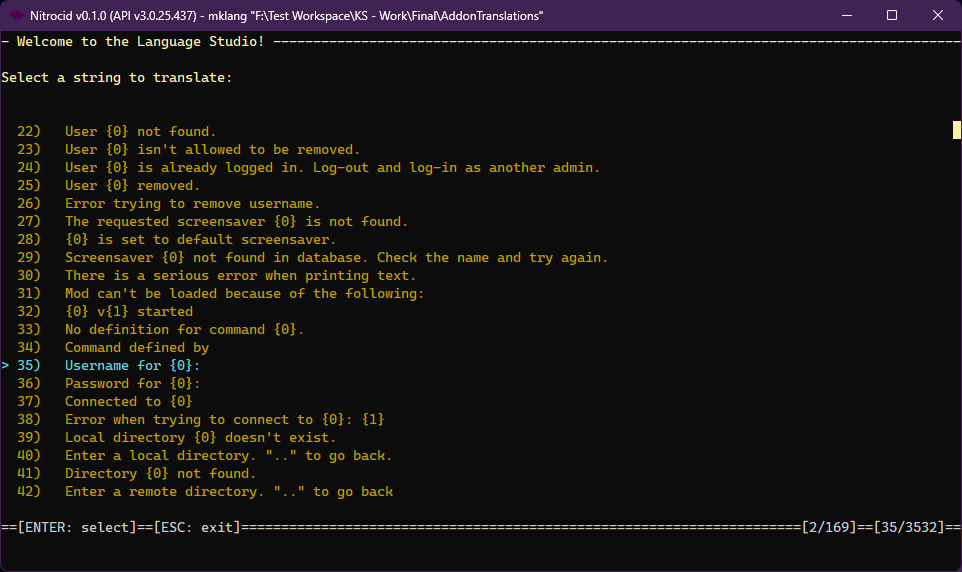 Nitrocid v0.1.0 (API v3.0.25.437) - mklang "F:\Test Workspace\KS - Work\Final\AddonTranslations"
- Welcome to the Language Studio! --------------------------------------------------------------------------------------
Select a string to translate:
22) User {0} not found.
23) User {0} isn't allowed to be removed.
24) User {0} is already logged in. Log-out and log-in as another admin.
25) User {0} removed.
26) Error trying to remove username.
27) The requested screensaver {0} is not found.
28) {0} is set to default screensaver.
29) Screensaver {0} not found in database. Check the name and try again.
30) There is a serious error when printing text.
31) Mod can't be loaded because of the following:
32) {0} v{1} started
33) No definition for command {0}.
34) Command defined by
> 35) Username for {0}:
36) Password for {0}:
37) Connected to {0}
38) Error when trying to connect to {0}: {1}
39) Local directory {0} doesn't exist.
40) Enter a local directory. ".." to go back.
41) Directory {0} not found.
42) Enter a remote directory. ".." to go back
==[ENTER: select]==[ESC: exit]======================================================================[2/169]==[35/3532]==